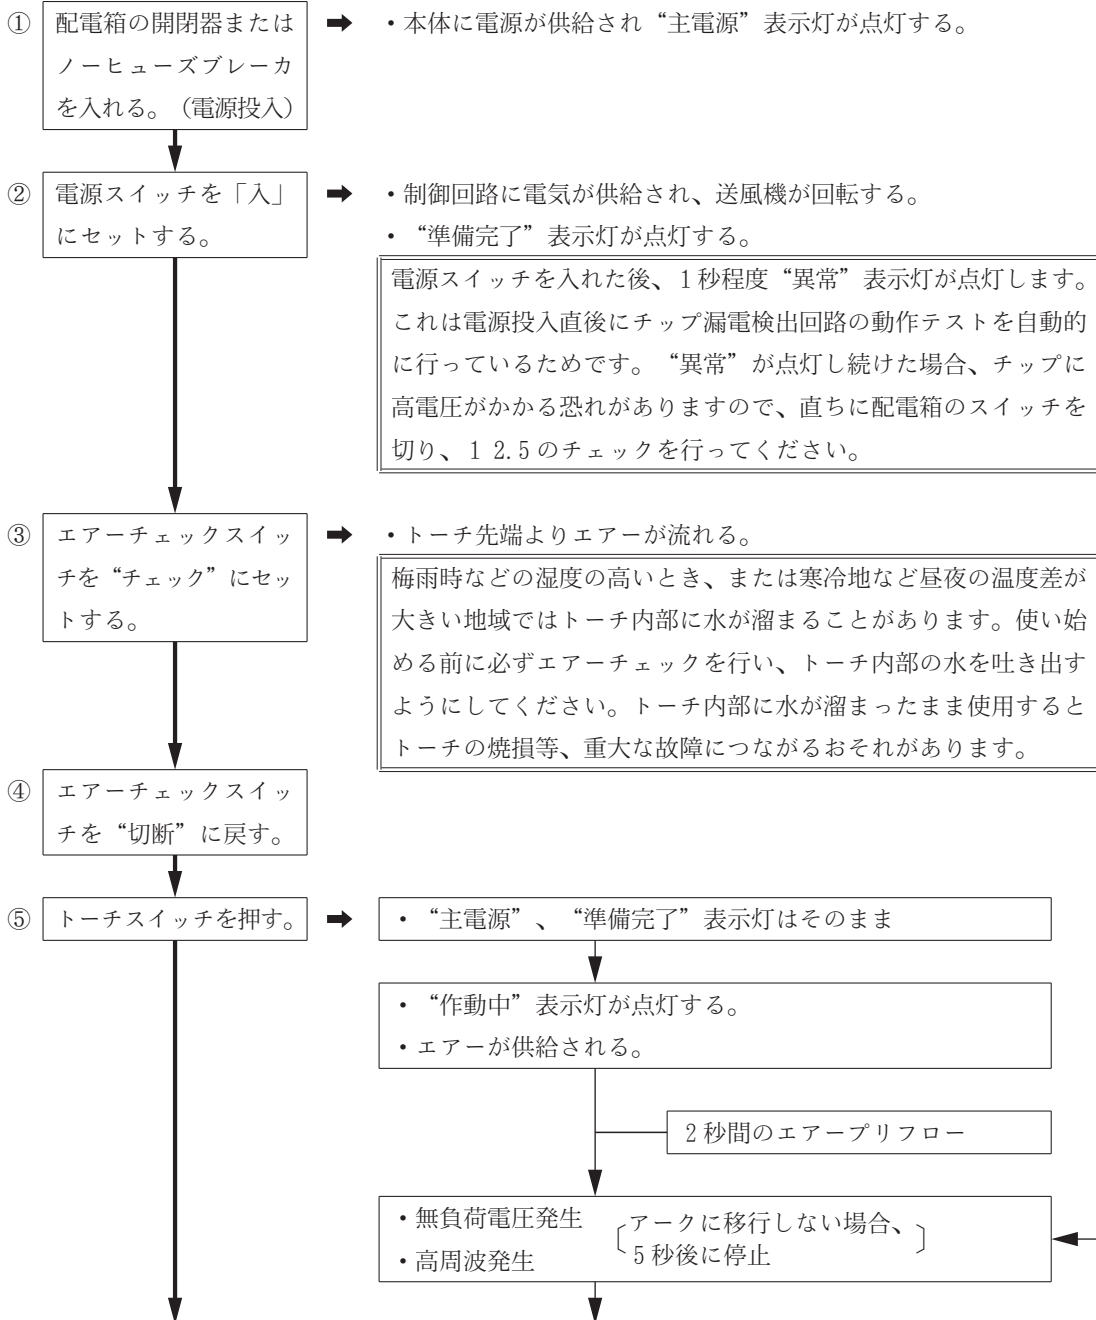 ① 配電箱の開閉器または
ノーヒューズブレーカ
を入れる。（電源投入）
➡ ・本体に電源が供給され“主電源”表示灯が点灯する。
② 電源スイッチを「入」
にセットする。
➡ ・制御回路に電気が供給され、送風機が回転する。
・“準備完了”表示灯が点灯する。
電源スイッチを入れた後、1秒程度“異常”表示灯が点灯します。
これは電源投入直後にチップ漏電検出回路の動作テストを自動的
に行っているためです。“異常”が点灯し続けた場合、チップに
高電圧がかかる恐れがありますので、直ちに配電箱のスイッチを
切り、12.5のチェックを行ってください。
③ エアーチェックスイッ
チを“チェック”にセッ
トする。
➡ ・トーチ先端よりエアーが流れる。
梅雨時などの湿度の高いとき、または寒冷地など昼夜の温度差が
大きい地域ではトーチ内部に水が溜まることがあります。使い始
める前に必ずエアーチェックを行い、トーチ内部の水を吐き出す
ようにしてください。トーチ内部に水が溜まったまま使用すると
トーチの焼損等、重大な故障につながるおそれがあります。
④ エアーチェックスイッ
チを“切断”に戻す。
⑤ トーチスイッチを押す。
➡ ・“主電源”、“準備完了”表示灯はそのまま
・“作動中”表示灯が点灯する。
・エアーが供給される。
2秒間のエアープリフロー
・無負荷電圧発生
・高周波発生
〔アークに移行しない場合、
5秒後に停止〕